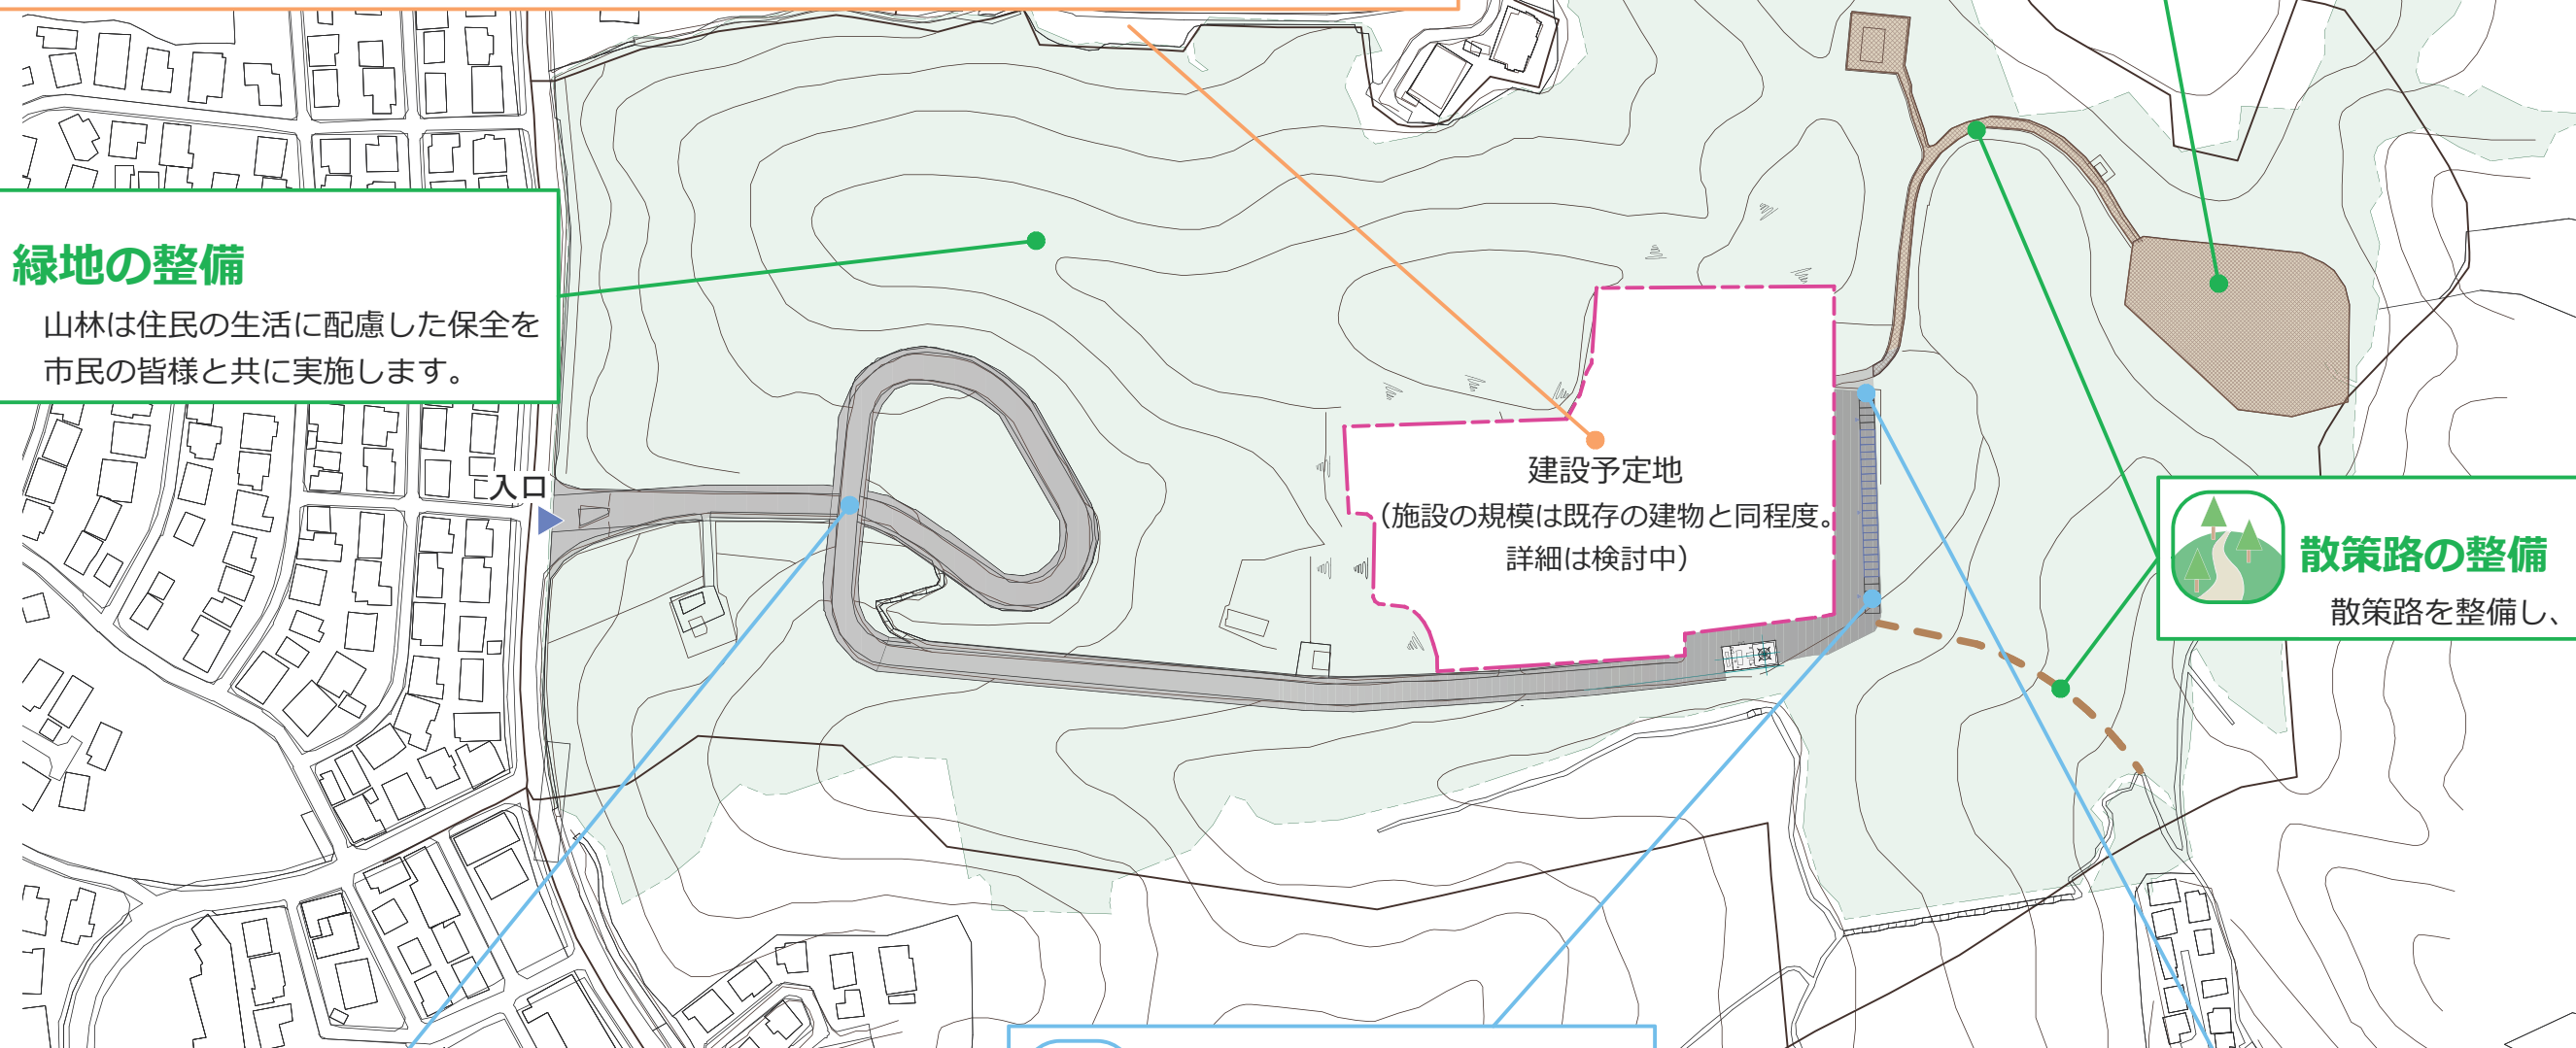 緑地の整備
山林は住民の生活に配慮した保全を
市民の皆様と共に実施します。
入口
建設予定地
（施設の規模は既存の建物と同程度。
詳細は検討中）
散策路の整備
散策路を整備し、